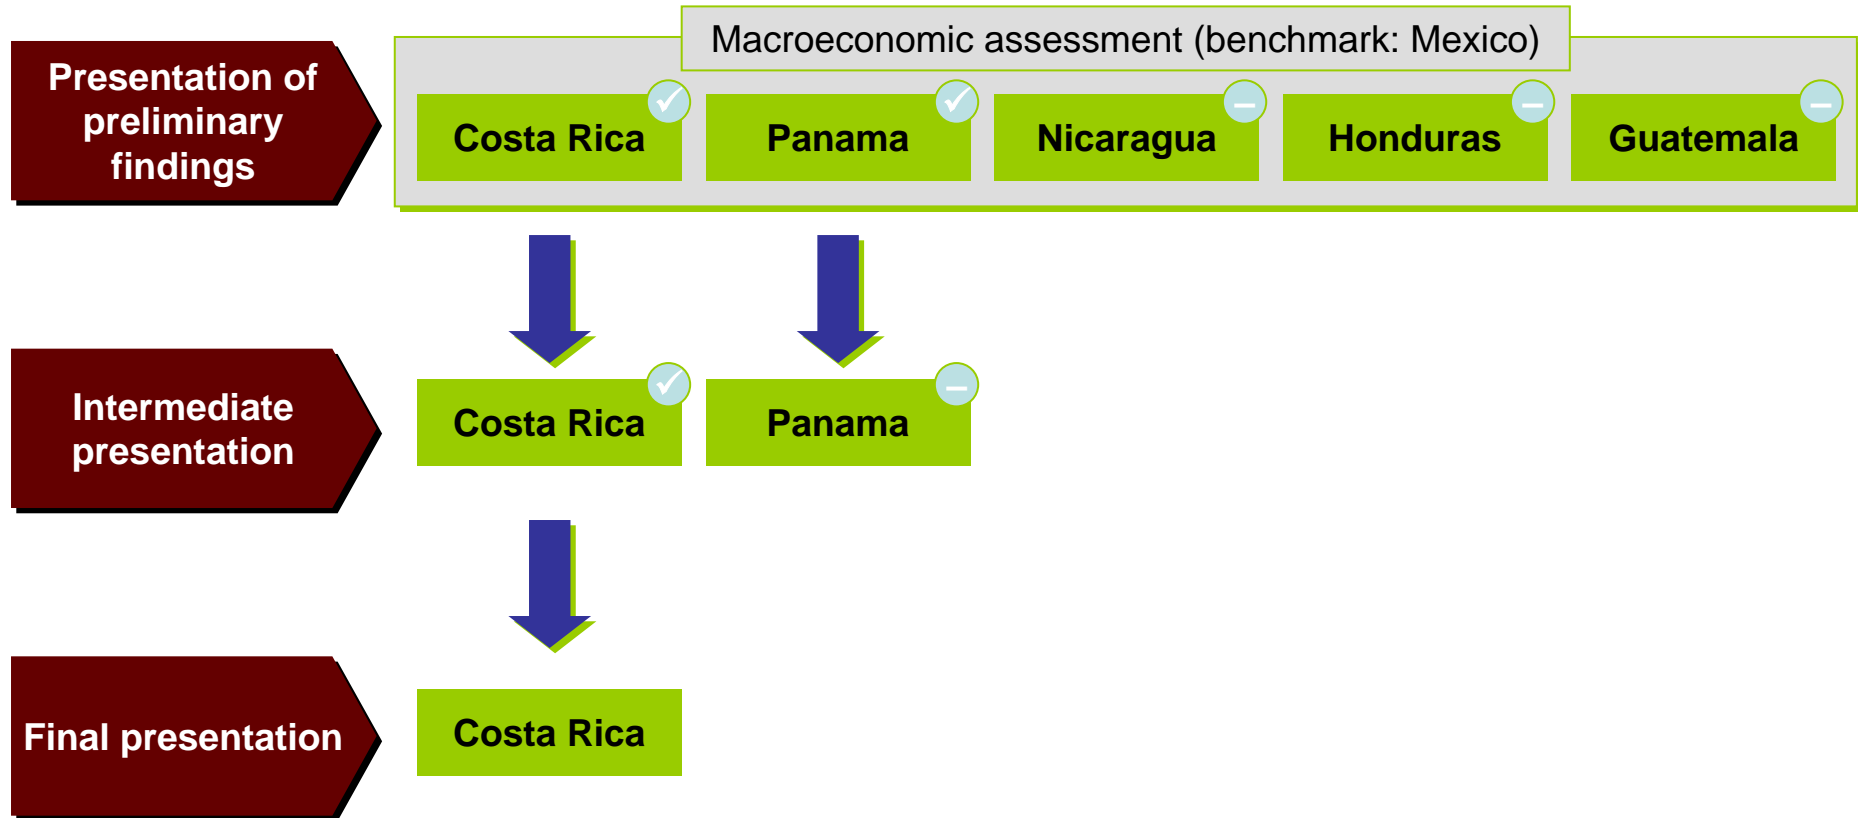 Macroeconomic assessment (benchmark: Mexico)
Presentation of
preliminary
findings
Costa Rica
Panama
Nicaragua
Honduras
Guatemala
Intermediate
presentation
Costa Rica
Panama
Final presentation
Costa Rica